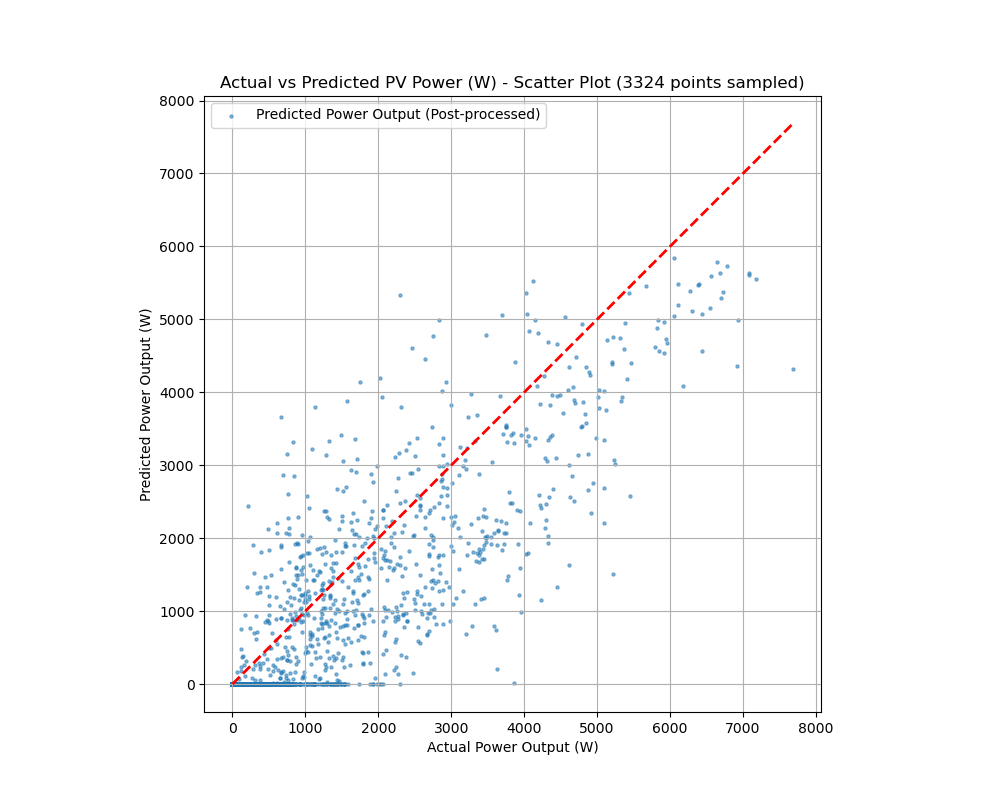 Actual vs Predicted PV Power (W) - Scatter Plot (3324 points sampled)
Predicted Power Output (Post-processed)
8000
7000
6000
5000
4000
3000
2000
1000
0
Predicted Power Output (W)
0 1000 2000 3000 4000 5000 6000 7000 8000
Actual Power Output (W)